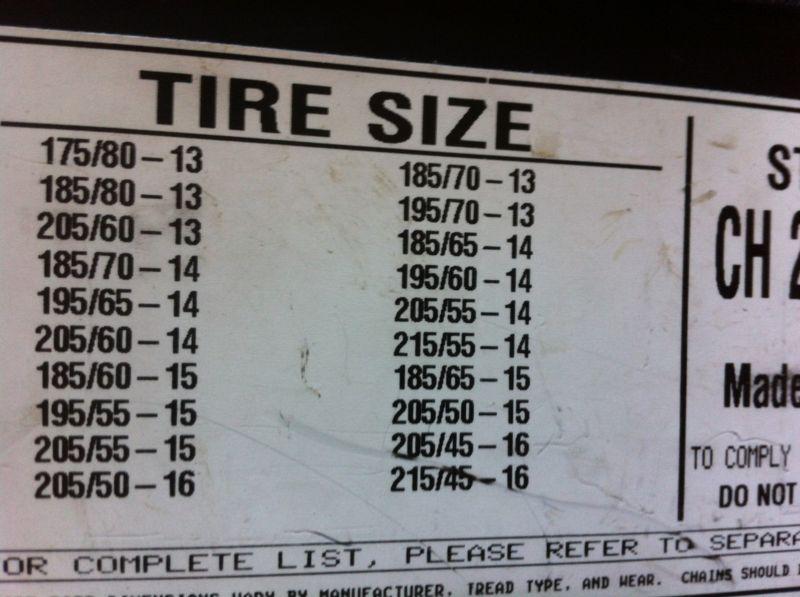 TIRE SIZE
175/80-13
185/80-13
205/60-13
185/70-14
195/65-14
205/60-14
185/60-15
195/55-15
205/55-15
205/50-16
185/70-13
195/70-13
185/65-14
195/60-14
205/55-14
215/55-14
185/65-15
205/50-15
205/45-16
215/45-16
CH
Made
TO COMPLY
DO NOT
OR COMPLETE LIST, PLEASE REFER TO SEPARA
BY MANUFACTURER, TREAD TYPE, AND WEAR. CHAINS SHOULD